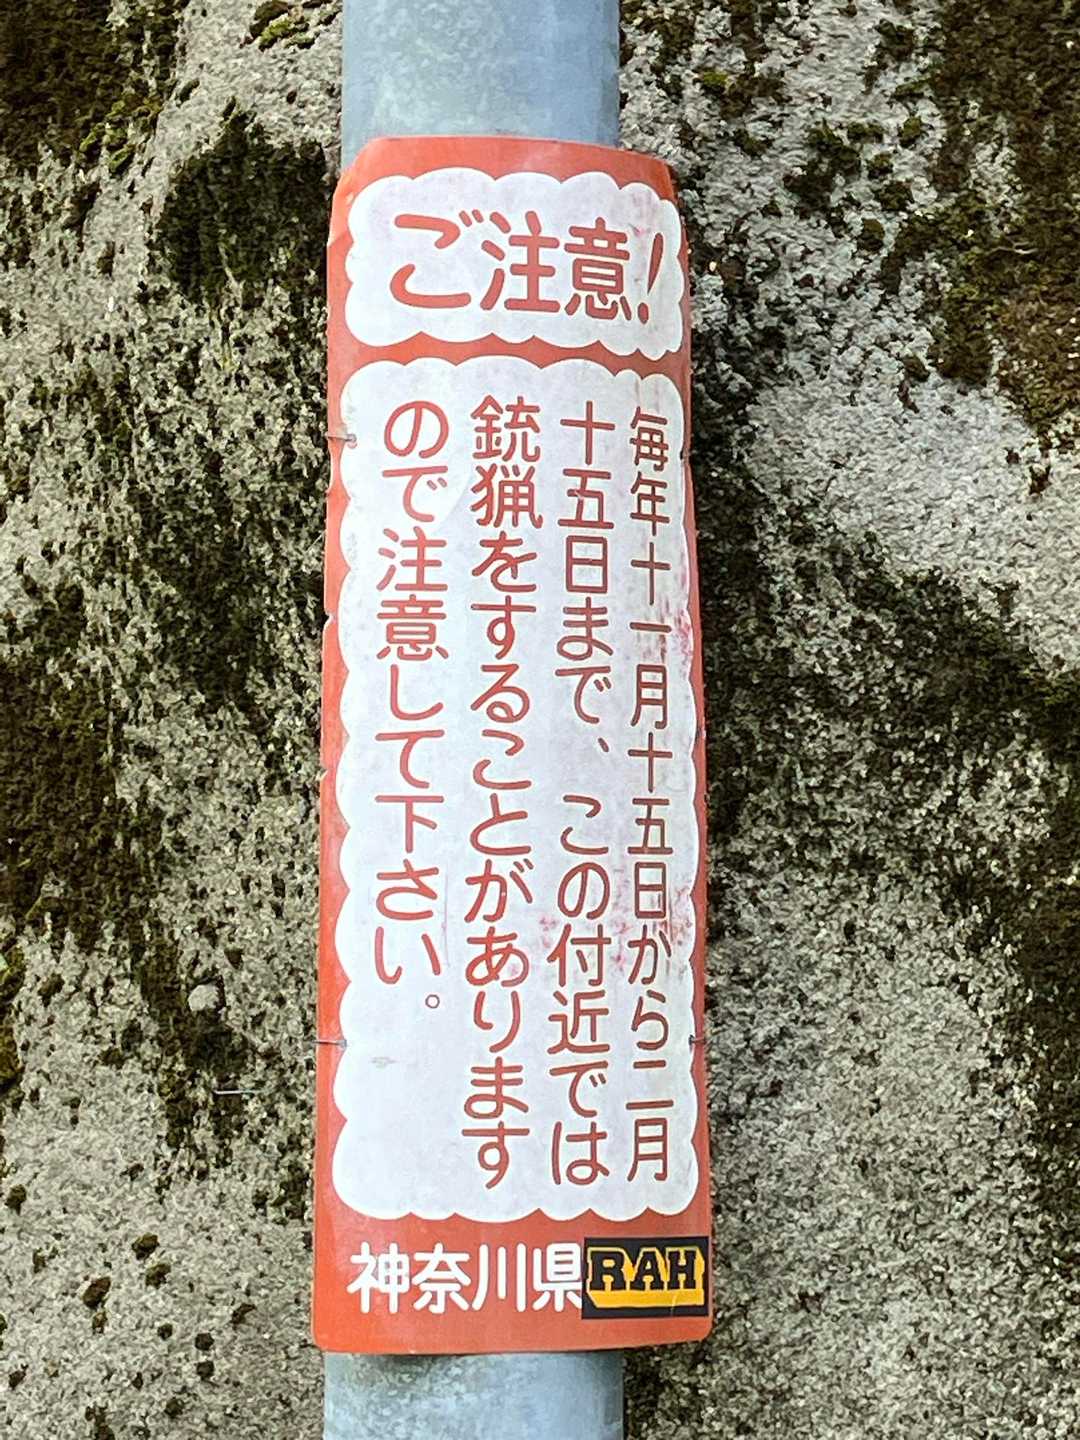 ご注意!
毎年十一月十五日から二月
十五日まで、この付近では
銃猟をすることがあります
ので注意して下さい。
神奈川県
RAH